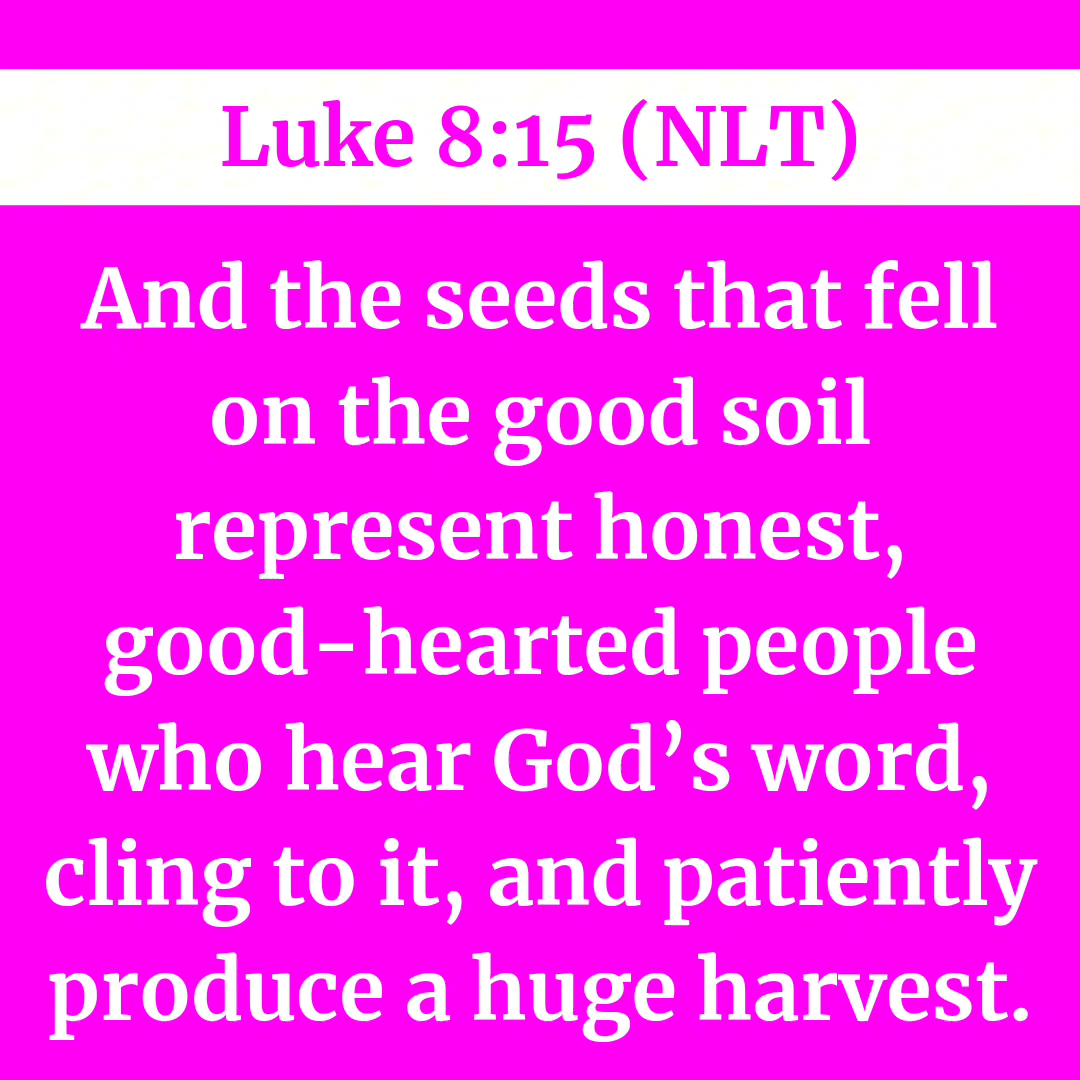 Luke 8:15 (NLT)
And the seeds that fell
on the good soil
represent honest,
good-hearted people
who hear God’s word,
cling to it, and patiently
produce a huge harvest.